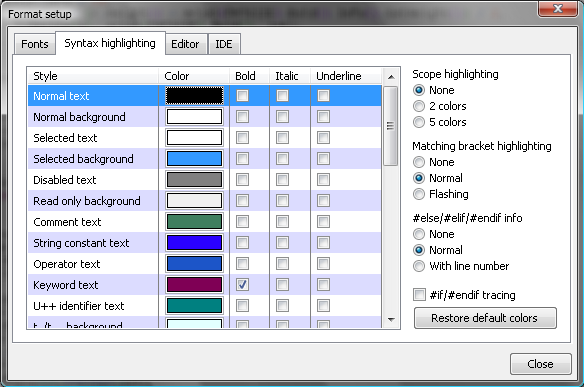 Format setup
Fonts Syntax highlighting Editor IDE
Style Color Bold Italic Underline
Normal text
Normal background
Selected text
Selected background
Disabled text
Read only background
Comment text
String constant text
Operator text
Keyword text
U++ identifier text
background
Scope highlighting
None
2 colors
5 colors
Matching bracket highlighting
None
Normal
Flashing
#else/#elif/#endif info
None
Normal
With line number
#if/#endif tracing
Restore default colors
Close